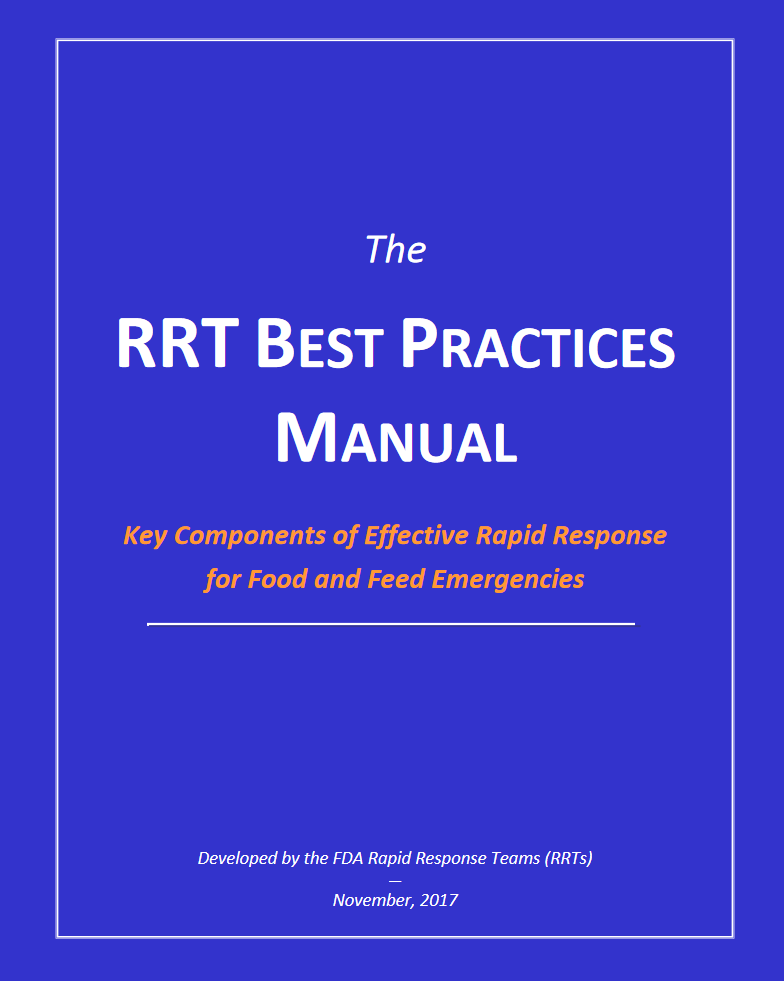 The
RRT BEST PRACTICES
MANUAL
Key Components of Effective Rapid Response
for Food and Feed Emergencies
Developed by the FDA Rapid Response Teams (RRTs)
—
November, 2017